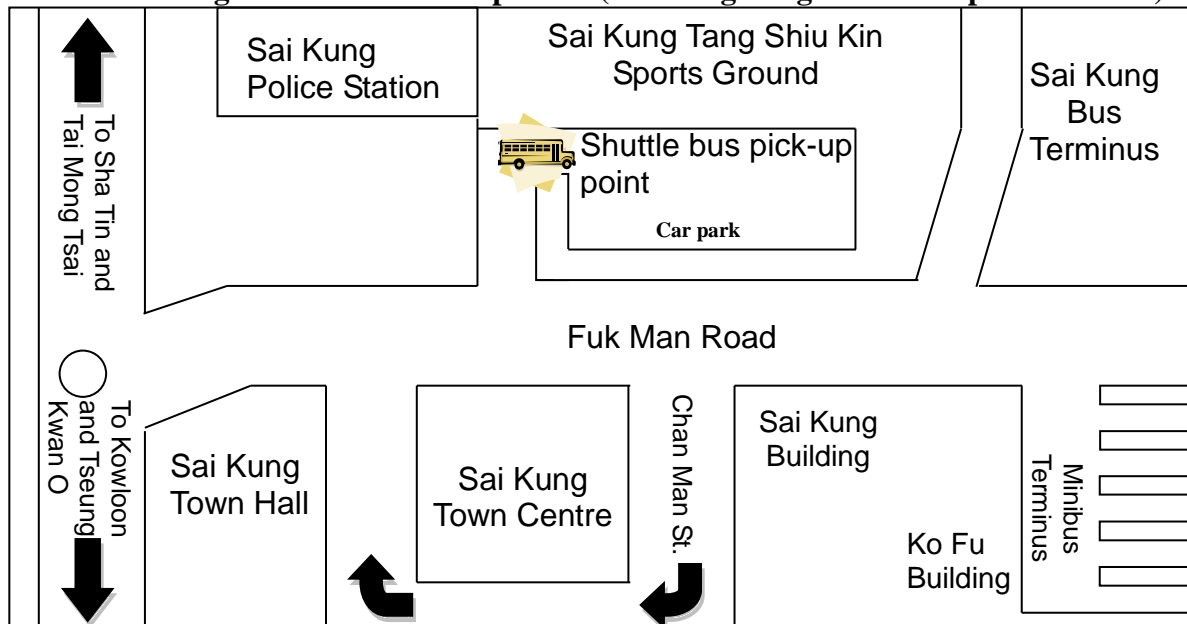 Sai Kung
Police Station
Sai Kung Tang Shiu Kin
Sports Ground
Sai Kung
Bus
Terminus
To Sha Tin and
Tai Mong Tsai
Shuttle bus pick-up
point
Car park
Fuk Man Road
To Kowloon
and Tseung
Kwan O
Sai Kung
Town Hall
Sai Kung
Town Centre
Chan Man St.
Sai Kung
Building
Ko Fu
Building
Minibus
Terminus